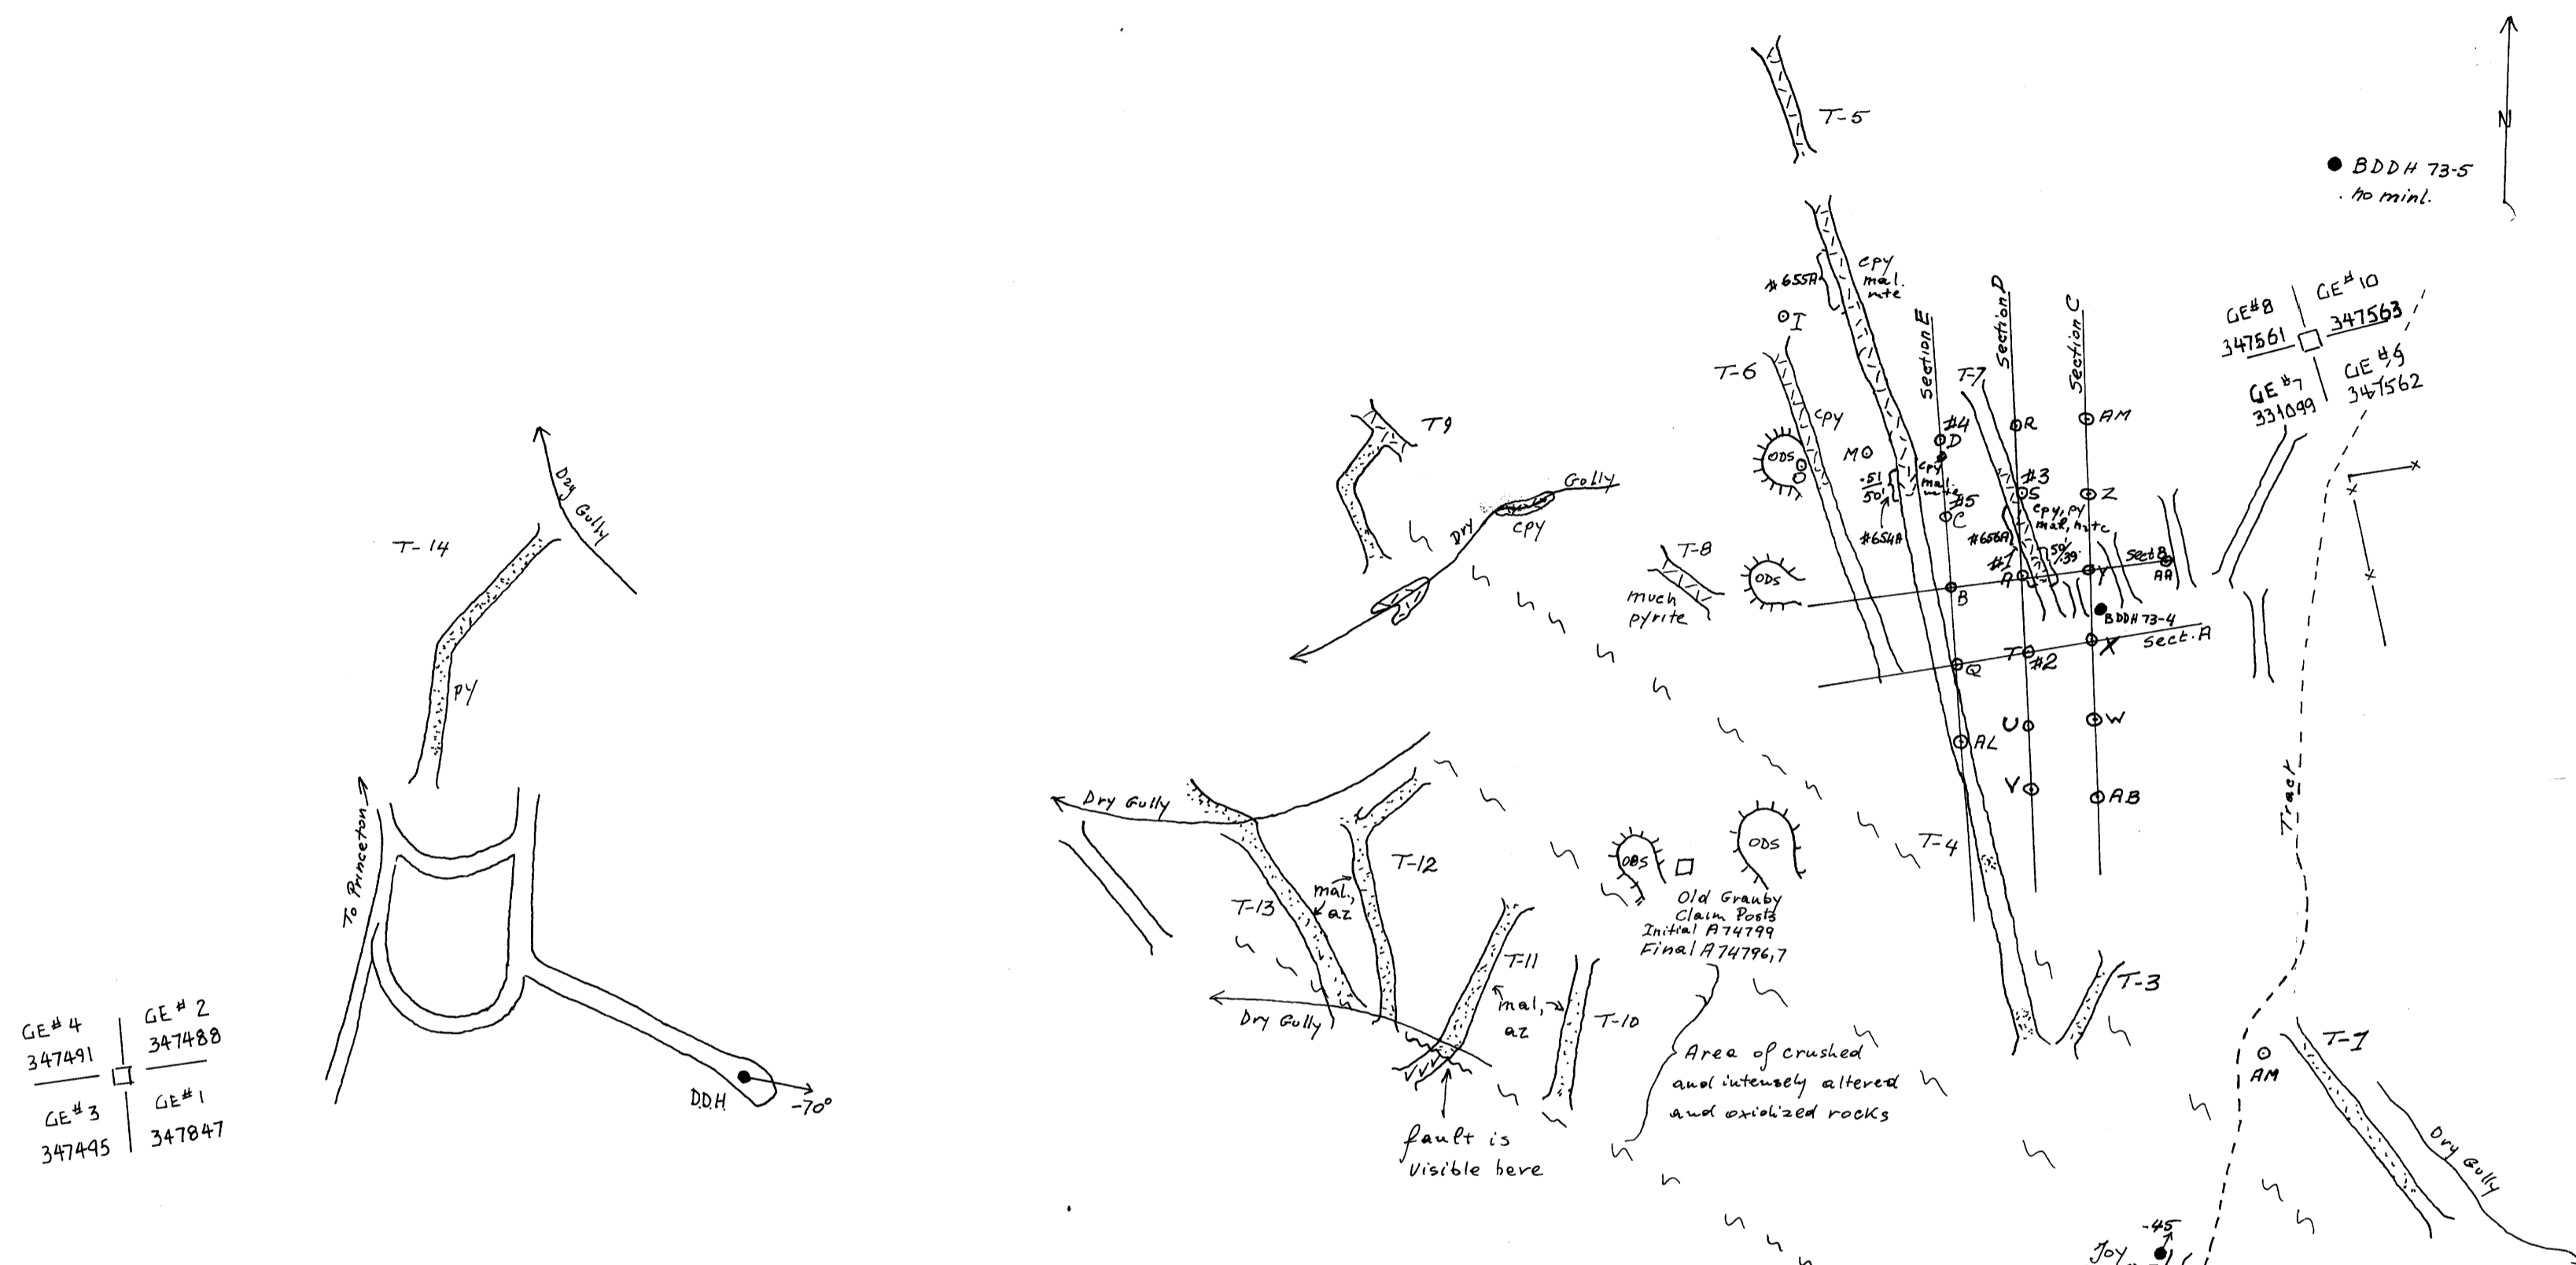 T-5
N
BDDH 73-5
no minl.
#655A
cpy
mal.
I
T-6
cpy
Section E
Section D
Section C
T-7
GE#8
347561
GE#10
347563
GE#7
331099
GE#9
347562
T9
ODS
M
#4
D
R
AM
-51
50'
cpy
mal.
#5
C
#3
S
Z
#654A
cpy, py
#656A
#1
50'
A
Y
Sect B
AA
B
Dry
Gully
cpy
T-8
much
pyrite
ODS
BDDH 73-4
Sect. A
X
T
#2
Q
U
W
AL
V
AB
Dry
Gully
T-14
py
To Princeton
Dry Gully
T-12
T-13
mal.,
az
ODS
ODS
Old Granby
Claim Posts
Initial A74799
Final A74796,7
T-4
Track
T-11
mal,
az
T-10
Dry Gully
T-3
Area of crushed
and intensely altered
and oxidized rocks
fault is
visible here
T-1
AM
Dry Gully
GE#4
347491
GE#2
347488
GE#3
347495
GE#1
347847
D.D.H.
-70°
-45
Joy